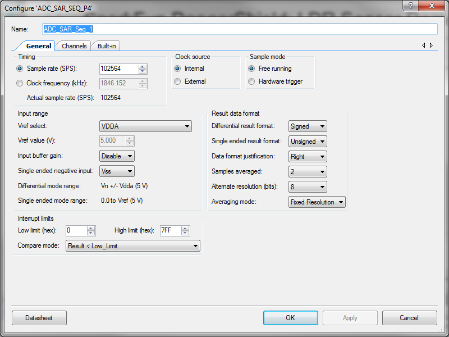 Configure 'ADC_SAR_SEQ_P4'
Name: ADC_SAR_Seq_1
General Channels Built-in
Timing
Sample rate (SPS): 102564
Clock frequency (kHz): 1846.152
Actual sample rate (SPS): 102564
Clock source
Internal
External
Sample mode
Free running
Hardware trigger
Input range
Vref select: VDDA
Vref value (V): 5.000
Input buffer gain: Disable
Single ended negative input: Vss
Differential mode range: Vn +/- Vdda (5 V)
Single ended mode range: 0.0 to Vref (5 V)
Result data format
Differential result format: Signed
Single ended result format: Unsigned
Data format justification: Right
Samples averaged: 2
Alternate resolution (bits): 8
Averaging mode: Fixed Resolution
Interrupt limits
Low limit (hex): 0 High limit (hex): 7FF
Compare mode: Result < Low_Limit
Datasheet OK Apply Cancel